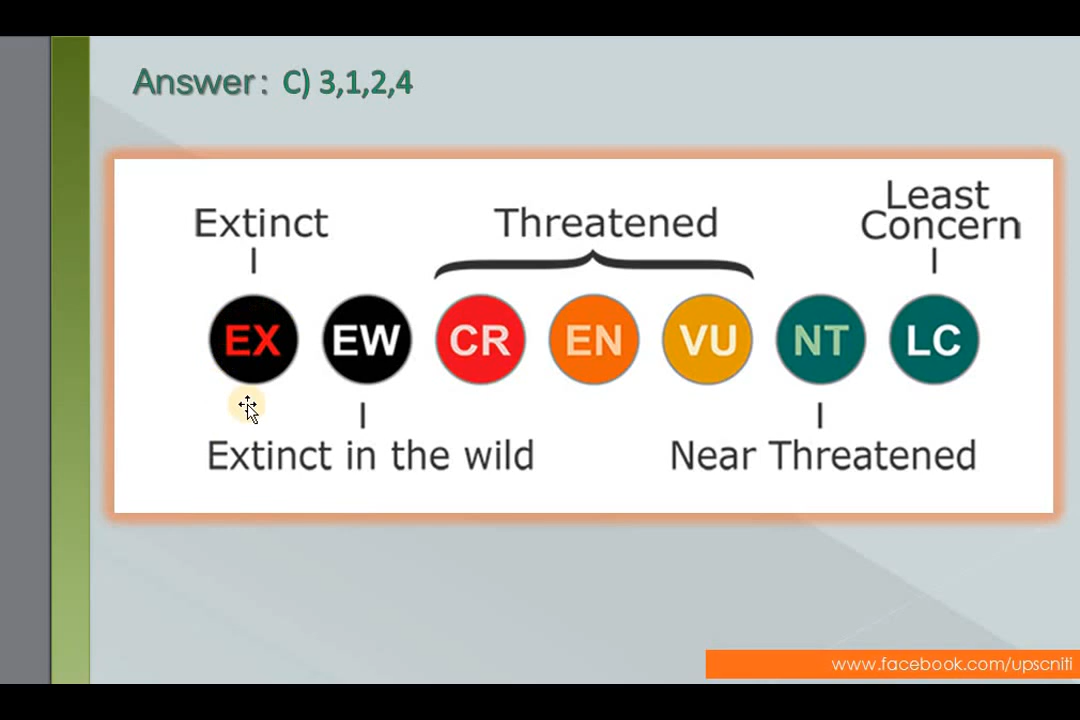 Answer: C) 3,1,2,4
Extinct
Threatened
Least
Concern
EX EW CR EN VU NT LC
Extinct in the wild
Near Threatened
www.facebook.com/upscniti